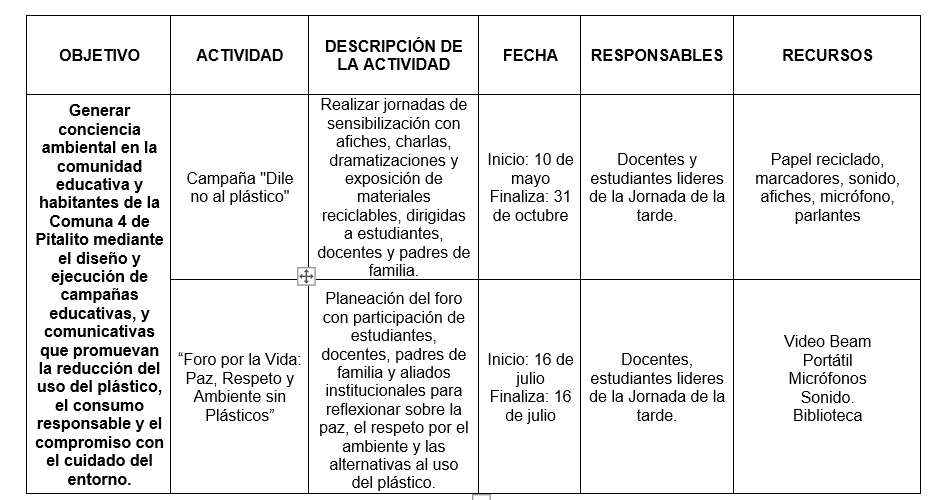 OBJETIVO
ACTIVIDAD
DESCRIPCIÓN DE
LA ACTIVIDAD
FECHA
RESPONSABLES
RECURSOS
Generar
conciencia
ambiental en la
comunidad
educativa y
habitantes de la
Comuna 4 de
Pitalito mediante
el diseño y
ejecución de
campañas
educativas, y
comunicativas
que promuevan
la reducción del
uso del plástico,
el consumo
responsable y el
compromiso con
el cuidado del
entorno.
Campaña "Dile
no al plástico"
Realizar jornadas de
sensibilización con
afiches, charlas,
dramatizaciones y
exposición de
materiales
reciclables, dirigidas
a estudiantes,
docentes y padres de
familia.
Inicio: 10 de
mayo
Finaliza: 31
de octubre
Docentes y
estudiantes lideres
de la Jornada de la
tarde.
Papel reciclado,
marcadores, sonido,
afiches, micrófono,
parlantes
“Foro por la Vida:
Paz, Respeto y
Ambiente sin
Plásticos”
Planeación del foro
con participación de
estudiantes,
docentes, padres de
familia y aliados
institucionales para
reflexionar sobre la
paz, el respeto por el
ambiente y las
alternativas al uso
del plástico.
Inicio: 16 de
julio
Finaliza: 16
de julio
Docentes,
estudiantes lideres
de la Jornada de la
tarde.
Video Beam
Portátil
Micrófonos
Sonido.
Biblioteca